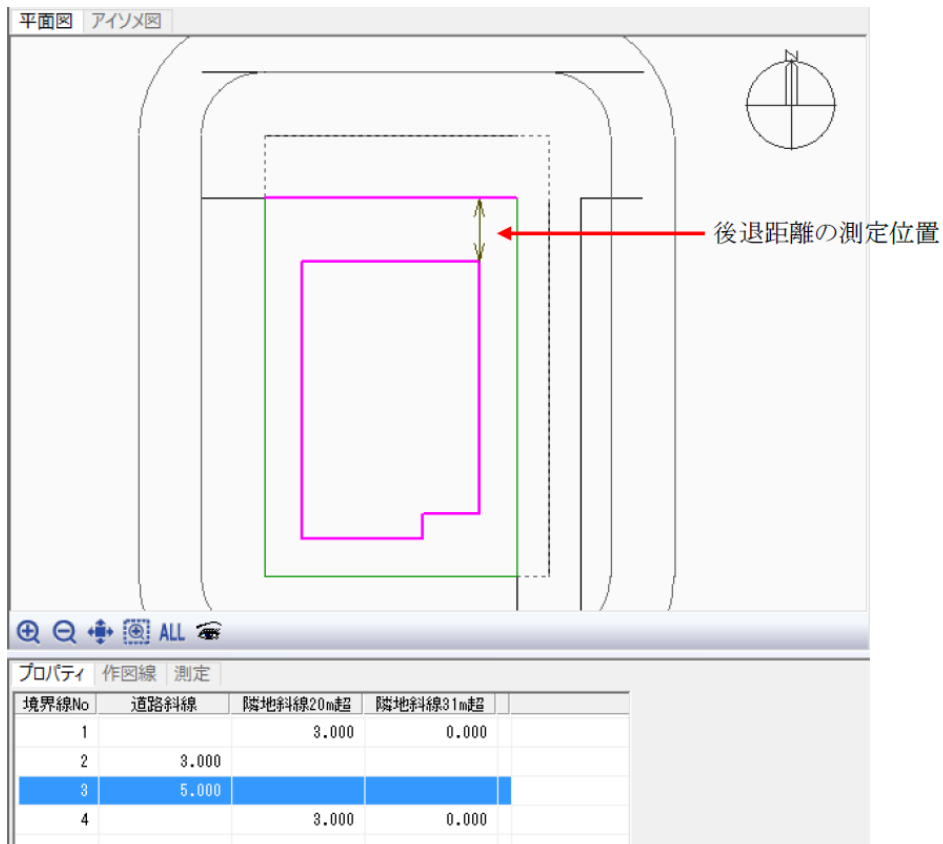 平面図 アイソメ図
N
後退距離の測定位置
ALL
プロパティ 作図線 測定
境界線No 道路斜線 隣地斜線20m超 隣地斜線31m超
1 3.000 0.000
2 3.000
3 5.000
4 3.000 0.000